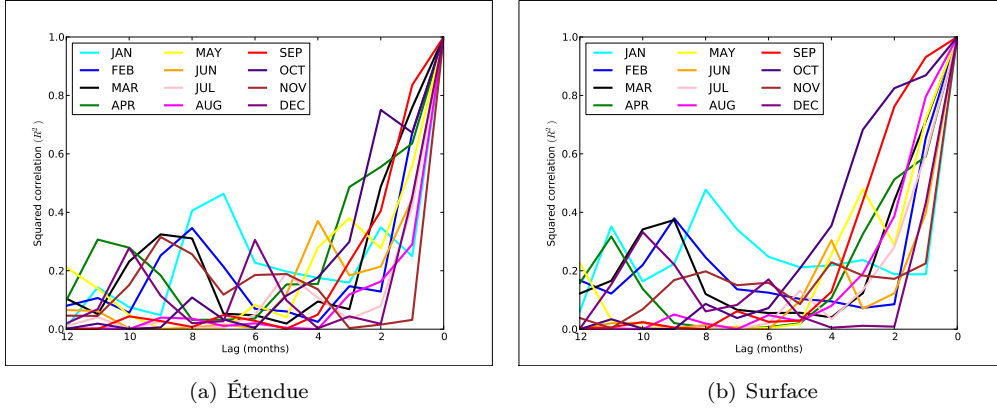 1.0
0.8
0.6
0.4
0.2
0.0
Squared correlation (R²)
JAN MAY SEP
FEB JUN OCT
MAR JUL NOV
APR AUG DEC
12 10 8 6 4 2 0
Lag (months)
(a) Étendue
1.0
0.8
0.6
0.4
0.2
0.0
Squared correlation (R²)
JAN MAY SEP
FEB JUN OCT
MAR JUL NOV
APR AUG DEC
12 10 8 6 4 2 0
Lag (months)
(b) Surface